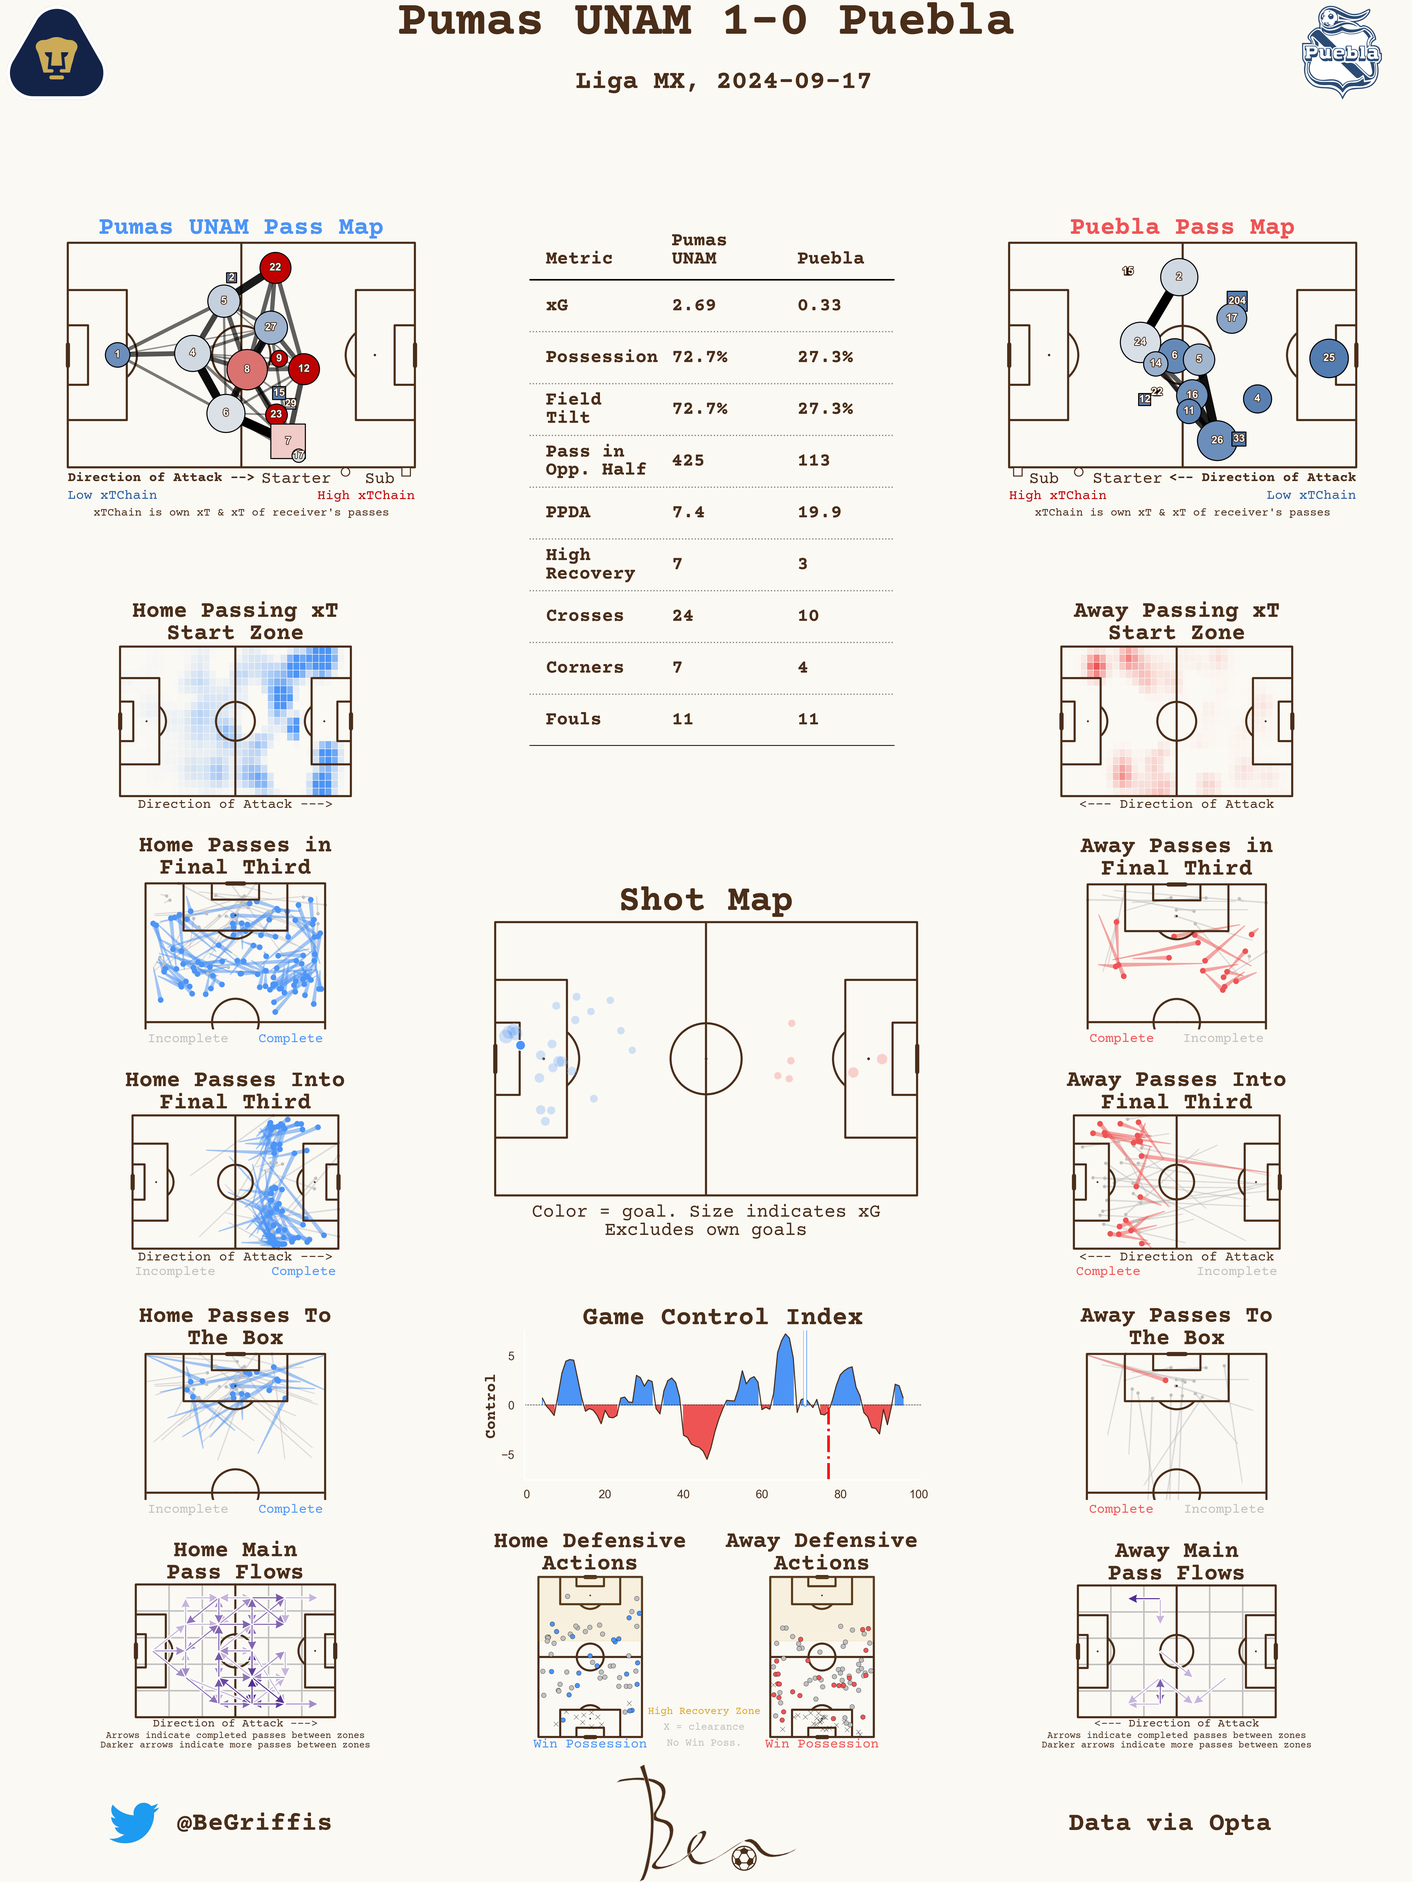 Pumas UNAM 1-0 Puebla
Liga MX, 2024-09-17
Puebla
Pumas UNAM Pass Map
22
2
5
27
1
4
9
8
12
15
29
6
23
7
17
Direction of Attack --> Starter Sub
Low xTChain High xTChain
xTChain is own xT & xT of receiver's passes
Metric Pumas UNAM Puebla
xG 2.69 0.33
Possession 72.7% 27.3%
Field Tilt 72.7% 27.3%
Pass in Opp. Half 425 113
PPDA 7.4 19.9
High Recovery 7 3
Crosses 24 10
Corners 7 4
Fouls 11 11
Puebla Pass Map
15
2
204
17
24
6
5
14
25
22
12
16
4
11
26
33
Sub Starter <-- Direction of Attack
High xTChain Low xTChain
xTChain is own xT & xT of receiver's passes
Home Passing xT
Start Zone
Direction of Attack --->
Away Passing xT
Start Zone
<--- Direction of Attack
Home Passes in
Final Third
Incomplete Complete
Away Passes in
Final Third
Complete Incomplete
Shot Map
Color = goal. Size indicates xG
Excludes own goals
Home Passes Into
Final Third
Direction of Attack --->
Incomplete Complete
Away Passes Into
Final Third
<--- Direction of Attack
Complete Incomplete
Home Passes To
The Box
Incomplete Complete
Game Control Index
Control
5
0
−5
0 20 40 60 80 100
Away Passes To
The Box
Complete Incomplete
Home Main
Pass Flows
Direction of Attack --->
Arrows indicate completed passes between zones
Darker arrows indicate more passes between zones
Home Defensive
Actions
Win Possession
High Recovery Zone
X = clearance
No Win Poss.
Away Defensive
Actions
Win Possession
Away Main
Pass Flows
<--- Direction of Attack
Arrows indicate completed passes between zones
Darker arrows indicate more passes between zones
@BeGriffis
Ben
Data via Opta